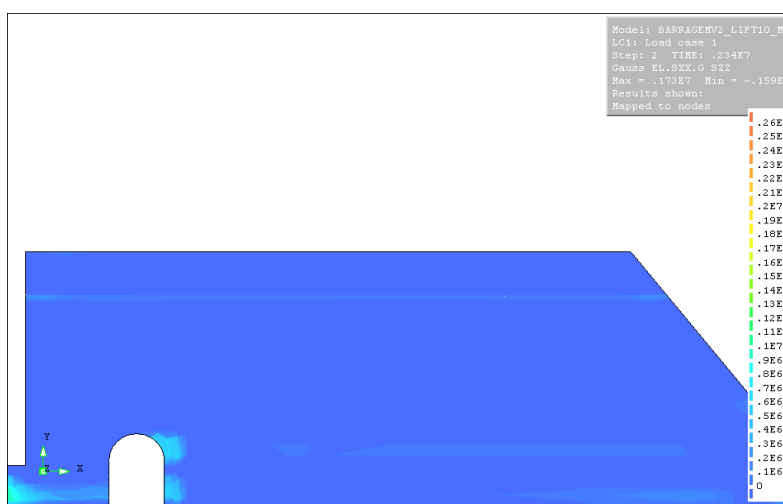 Model: BARRAGEMV2_LIFT10_M
LC1: Load case 1
Step: 2 TIME: .234E7
Gauss EL.SXX.G SZZ
Max = .173E7 Min = -.159E
Results shown:
Mapped to nodes
.26E
.25E
.24E
.23E
.22E
.21E
.2E7
.19E
.18E
.17E
.16E
.15E
.14E
.13E
.12E
.11E
.1E7
.9E6
.8E6
.7E6
.6E6
.5E6
.4E6
.3E6
.2E6
.1E6
0
Y
Z X